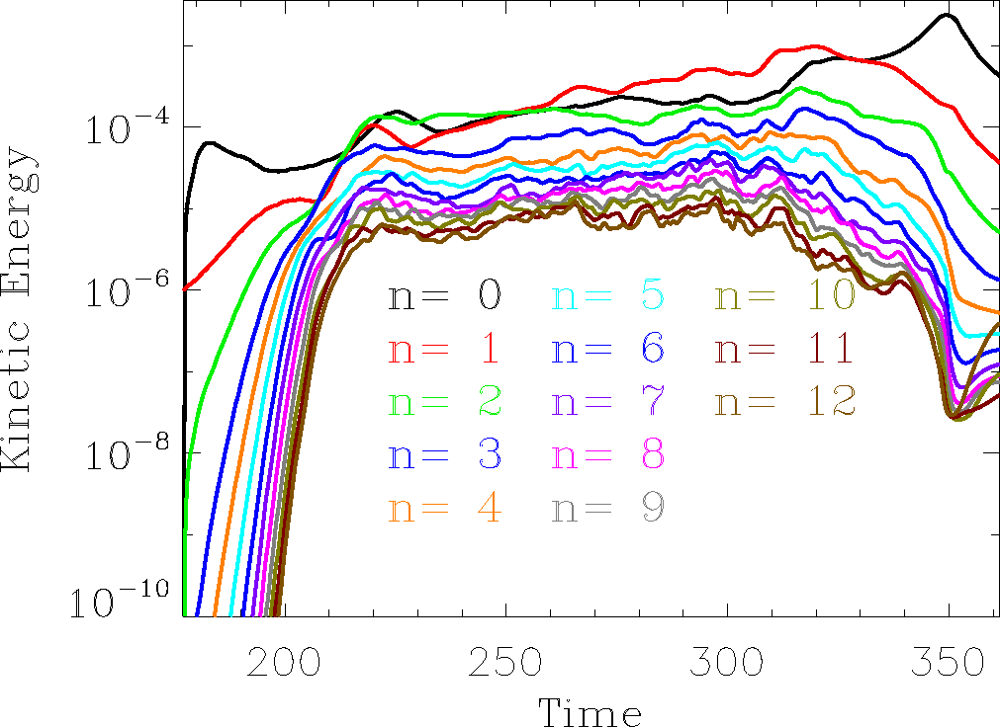 Kinetic Energy
10^-4
10^-6
10^-8
10^-10
n= 0 n= 5 n= 10
n= 1 n= 6 n= 11
n= 2 n= 7 n= 12
n= 3 n= 8
n= 4 n= 9
200 250 300 350
Time